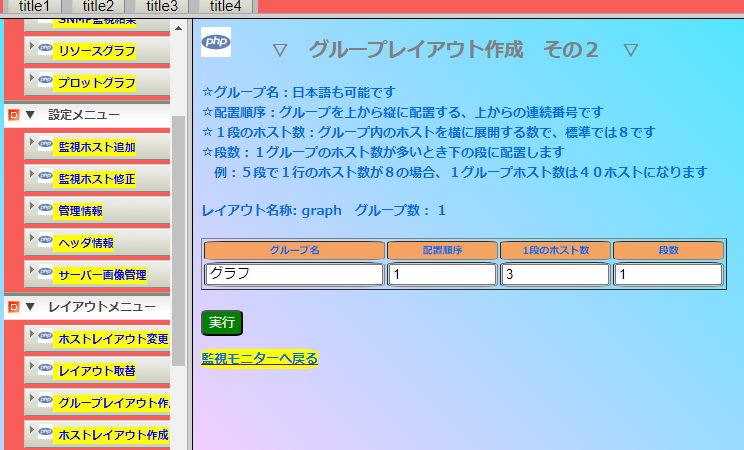 title1 title2 title3 title4
SNMP監視結果
リソースグラフ
プロットグラフ
D ▼ 設定メニュー
監視ホスト追加
監視ホスト修正
管理情報
ヘッダ情報
サーバー画像管理
D ▼ レイアウトメニュー
ホストレイアウト変更
レイアウト取替
グループレイアウト作
ホストレイアウト作成
php
▽ グループレイアウト作成 その２ ▽
☆グループ名：日本語も可能です
☆配置順序：グループを上から縦に配置する、上からの連続番号です
☆１段のホスト数：グループ内のホストを横に展開する数で、標準では８です
☆段数：１グループのホスト数が多いとき下の段に配置します
例：５段で１行のホスト数が８の場合、１グループホスト数は４０ホストになります
レイアウト名称: graph グループ数： 1
グループ名 配置順序 1段のホスト数 段数
グラフ 1 3 1
実行
監視モニターへ戻る